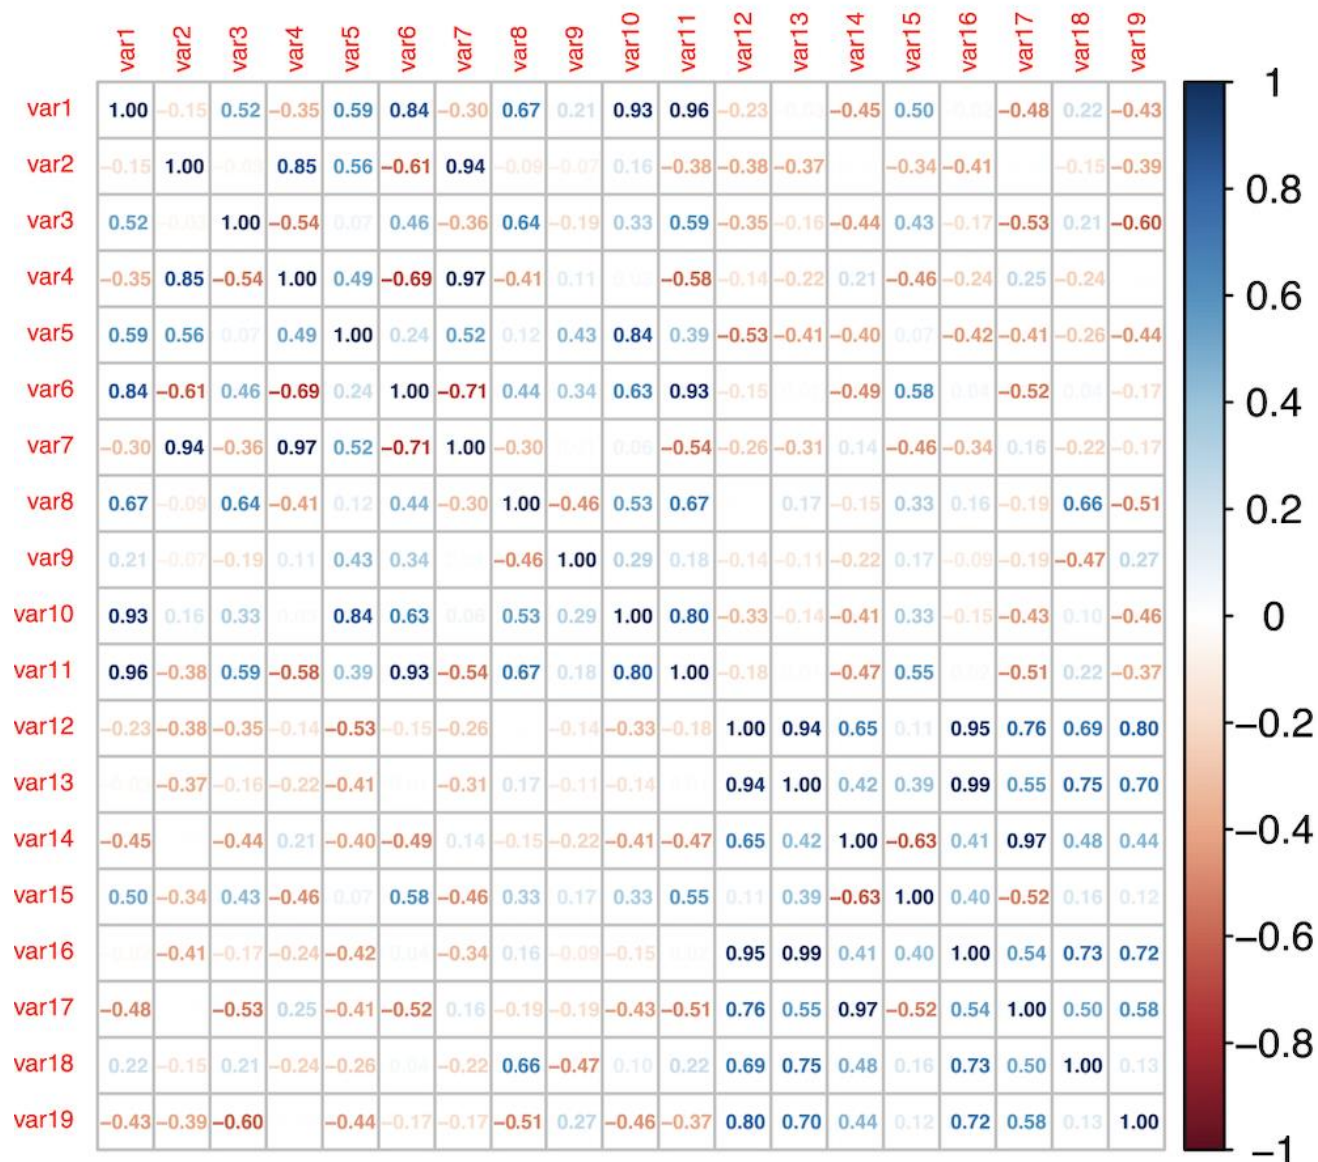 var1 var2 var3 var4 var5 var6 var7 var8 var9 var10 var11 var12 var13 var14 var15 var16 var17 var18 var19
var1 1.00 −0.15 0.52 −0.35 0.59 0.84 −0.30 0.67 0.21 0.93 0.96 −0.23 −0.45 0.50 −0.48 0.22 −0.43
var2 −0.15 1.00 0.85 0.56 −0.61 0.94 −0.09 −0.07 0.16 −0.38 −0.38 −0.37 −0.34 −0.41 −0.15 −0.39
var3 0.52 1.00 −0.54 0.07 0.46 −0.36 0.64 −0.19 0.33 0.59 −0.35 −0.16 −0.44 0.43 −0.17 −0.53 0.21 −0.60
var4 −0.35 0.85 −0.54 1.00 0.49 −0.69 0.97 −0.41 0.11 −0.58 −0.14 −0.22 0.21 −0.46 −0.24 0.25 −0.24
var5 0.59 0.56 0.07 0.49 1.00 0.24 0.52 0.12 0.43 0.84 0.39 −0.53 −0.41 −0.40 0.07 −0.42 −0.41 −0.26 −0.44
var6 0.84 −0.61 0.46 −0.69 0.24 1.00 −0.71 0.44 0.34 0.63 0.93 −0.15 −0.49 0.58 0.04 −0.52 0.04 −0.17
var7 −0.30 0.94 −0.36 0.97 0.52 −0.71 1.00 −0.30 0.06 −0.54 −0.26 −0.31 0.14 −0.46 −0.34 0.16 −0.22 −0.17
var8 0.67 −0.09 0.64 −0.41 0.12 0.44 −0.30 1.00 −0.46 0.53 0.67 0.17 −0.15 0.33 0.16 −0.19 0.66 −0.51
var9 0.21 −0.07 −0.19 0.11 0.43 0.34 −0.46 1.00 0.29 0.18 −0.14 −0.11 −0.22 0.17 −0.09 −0.19 −0.47 0.27
var10 0.93 0.16 0.33 0.84 0.63 0.06 0.53 0.29 1.00 0.80 −0.33 −0.14 −0.41 0.33 −0.15 −0.43 0.10 −0.46
var11 0.96 −0.38 0.59 −0.58 0.39 0.93 −0.54 0.67 0.18 0.80 1.00 −0.18 −0.47 0.55 −0.51 0.22 −0.37
var12 −0.23 −0.38 −0.35 −0.14 −0.53 −0.15 −0.26 −0.14 −0.33 −0.18 1.00 0.94 0.65 0.11 0.95 0.76 0.69 0.80
var13 −0.37 −0.16 −0.22 −0.41 −0.31 0.17 −0.11 −0.14 0.94 1.00 0.42 0.39 0.99 0.55 0.75 0.70
var14 −0.45 −0.44 0.21 −0.40 −0.49 0.14 −0.15 −0.22 −0.41 −0.47 0.65 0.42 1.00 −0.63 0.41 0.97 0.48 0.44
var15 0.50 −0.34 0.43 −0.46 0.07 0.58 −0.46 0.33 0.17 0.33 0.55 0.11 0.39 −0.63 1.00 0.40 −0.52 0.16 0.12
var16 −0.41 −0.17 −0.24 −0.42 0.04 −0.34 0.16 −0.09 −0.15 0.95 0.99 0.41 0.40 1.00 0.54 0.73 0.72
var17 −0.48 −0.53 0.25 −0.41 −0.52 0.16 −0.19 −0.19 −0.43 −0.51 0.76 0.55 0.97 −0.52 0.54 1.00 0.50 0.58
var18 0.22 −0.15 0.21 −0.24 −0.26 0.04 −0.22 0.66 −0.47 0.10 0.22 0.69 0.75 0.48 0.16 0.73 0.50 1.00 0.13
var19 −0.43 −0.39 −0.60 −0.44 −0.17 −0.17 −0.51 0.27 −0.46 −0.37 0.80 0.70 0.44 0.12 0.72 0.58 0.13 1.00
1
0.8
0.6
0.4
0.2
0
−0.2
−0.4
−0.6
−0.8
−1